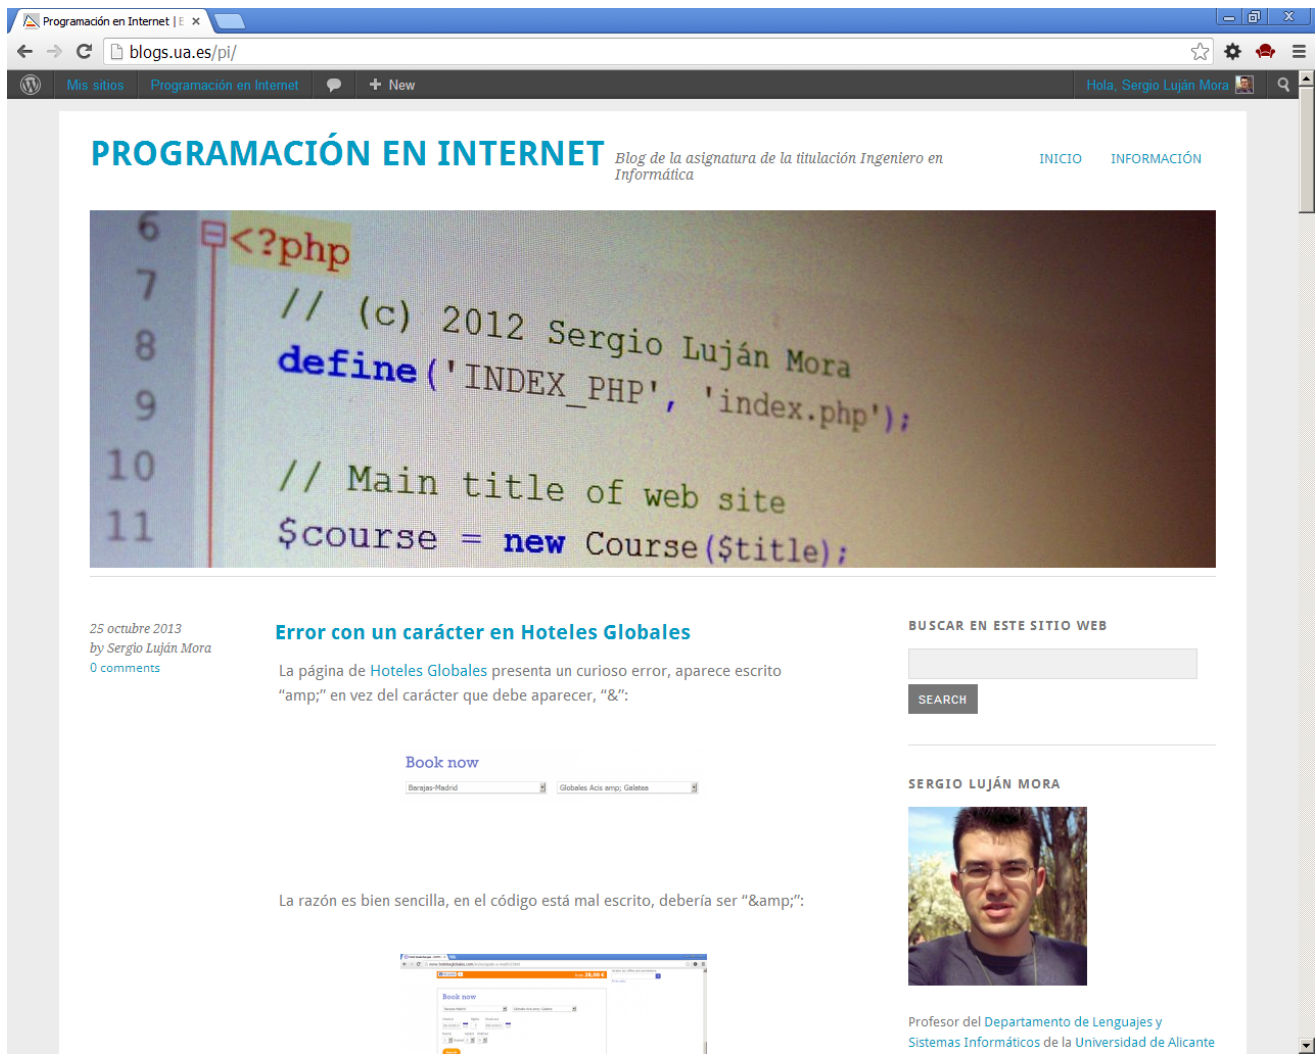 Programación en Internet | E
blogs.ua.es/pi/
Mis sitios Programación en Internet + New Hola, Sergio Luján Mora
PROGRAMACIÓN EN INTERNET
Blog de la asignatura de la titulación Ingeniero en
Informática
INICIO INFORMACIÓN
6 <?php
7 // (c) 2012 Sergio Luján Mora
8 define('INDEX_PHP', 'index.php');
9
10 // Main title of web site
11 $course = new Course($title);
25 octubre 2013
by Sergio Luján Mora
0 comments
Error con un carácter en Hoteles Globales
La página de Hoteles Globales presenta un curioso error, aparece escrito
“amp;” en vez del carácter que debe aparecer, “&”:
Book now
Barajas-Madrid Globales Acis amp; Galatea
La razón es bien sencilla, en el código está mal escrito, debería ser “&amp;”:
Book now
BUSCAR EN ESTE SITIO WEB
SEARCH
SERGIO LUJÁN MORA
Profesor del Departamento de Lenguajes y
Sistemas Informáticos de la Universidad de Alicante